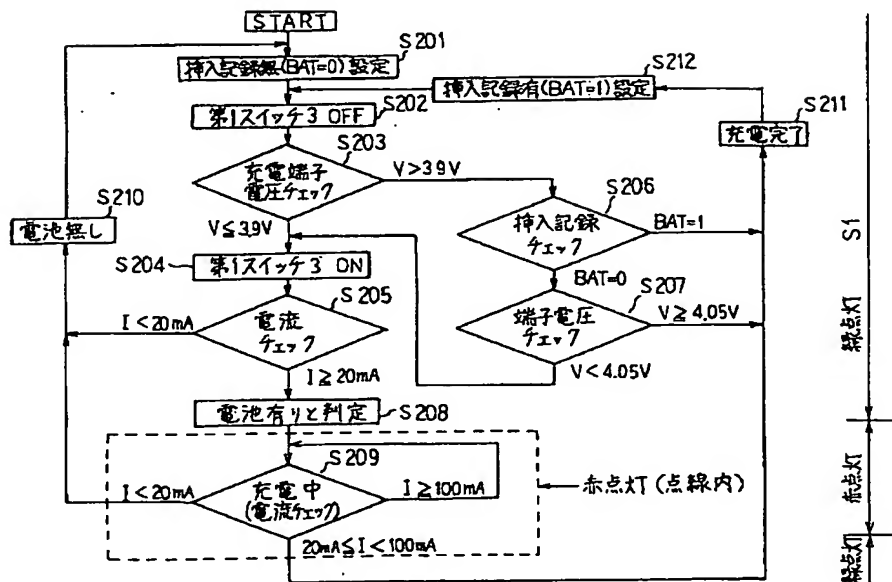 START
S201
挿入記録無(BAT=0)設定
S212
挿入記録有(BAT=1)設定
S202
第1スイッチ3 OFF
S211
充電完了
S203
充電端子
電圧チェック
V>3.9V
S206
挿入記録
チェック
BAT=1
S210
電池無し
V≦3.9V
S204
第1スイッチ3 ON
BAT=0
S207
端子電圧
チェック
V≧4.05V
V<4.05V
S205
電流
チェック
I<20mA
I≧20mA
電池有りと判定
S208
S209
充電中
(電流チェック)
I<20mA
I≧100mA
赤点灯(点線内)
20mA≦I<100mA
S1
緑点灯
赤点灯
緑点灯